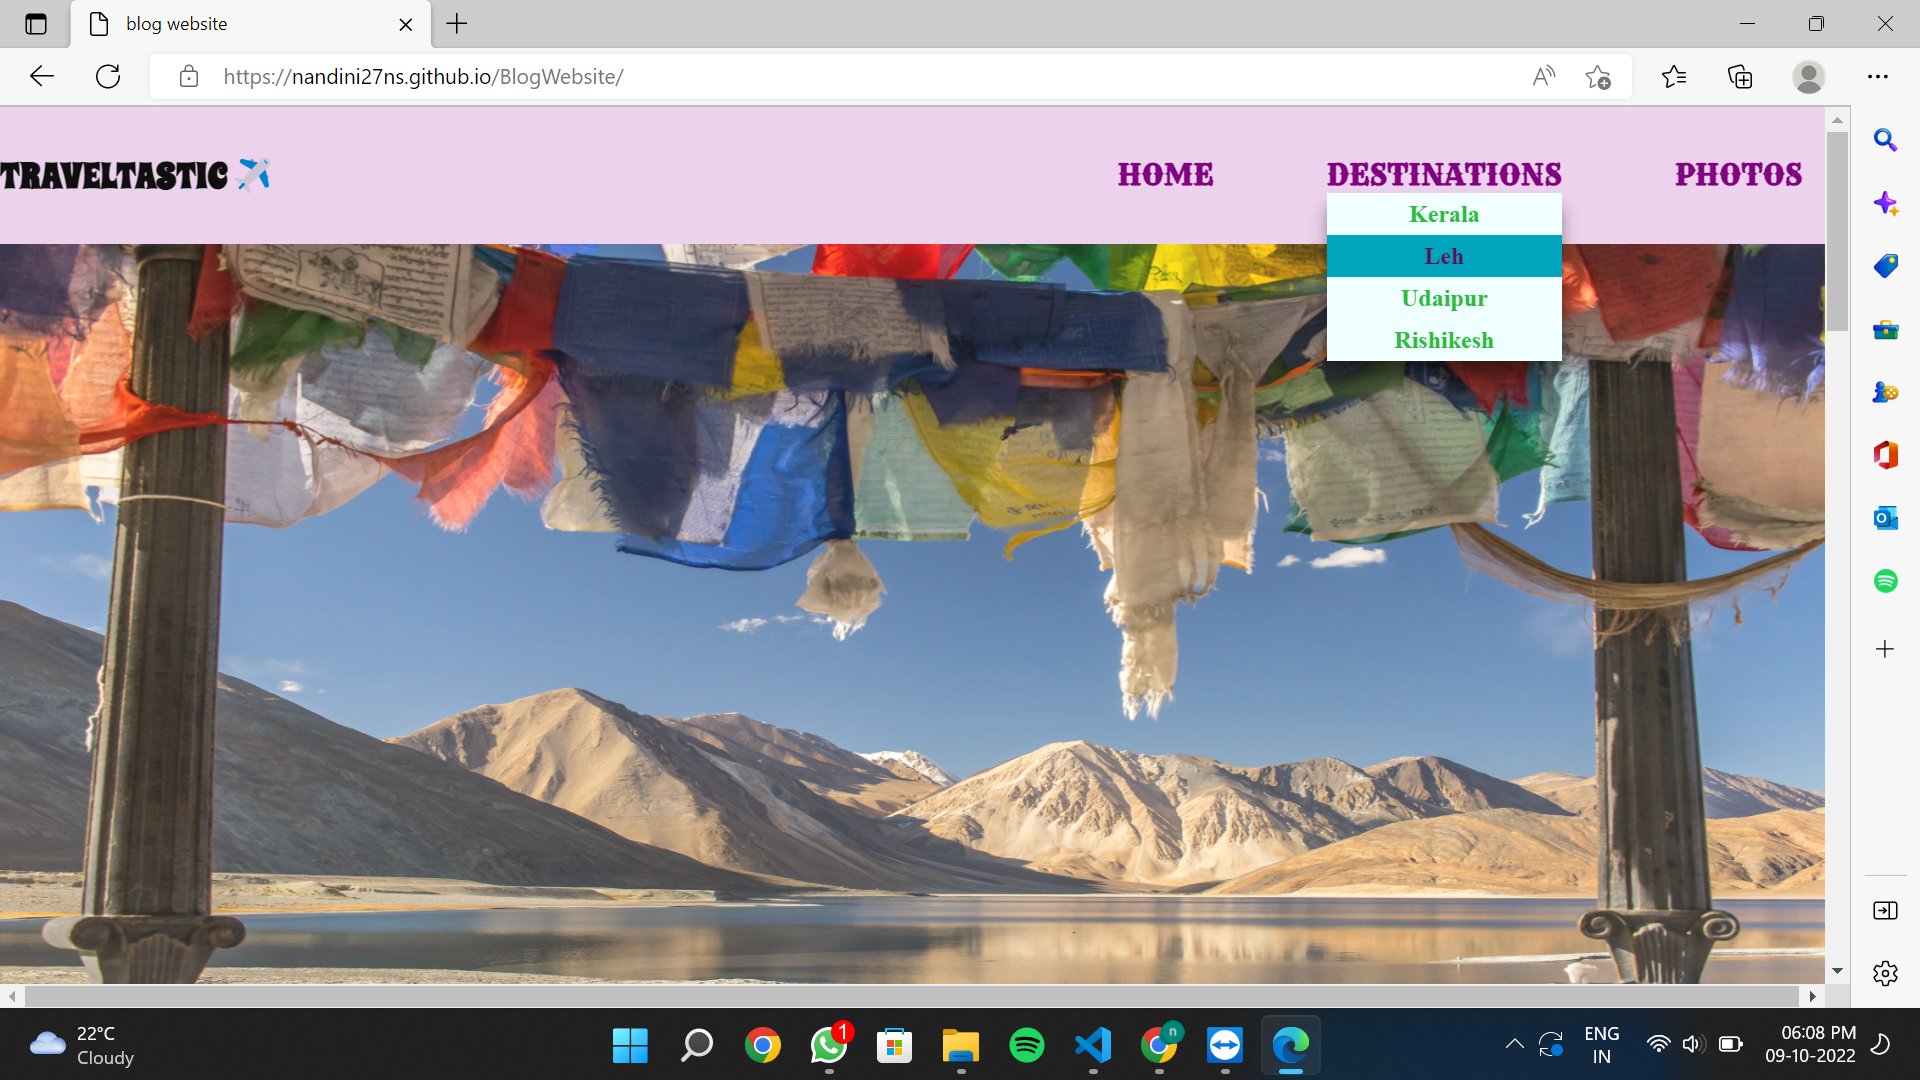 blog website
https://nandini27ns.github.io/BlogWebsite/
TRAVELTASTIC ✈️
HOME
DESTINATIONS
PHOTOS
Kerala
Leh
Udaipur
Rishikesh
22°C
Cloudy
1
n
ENG
IN
06:08 PM
09-10-2022